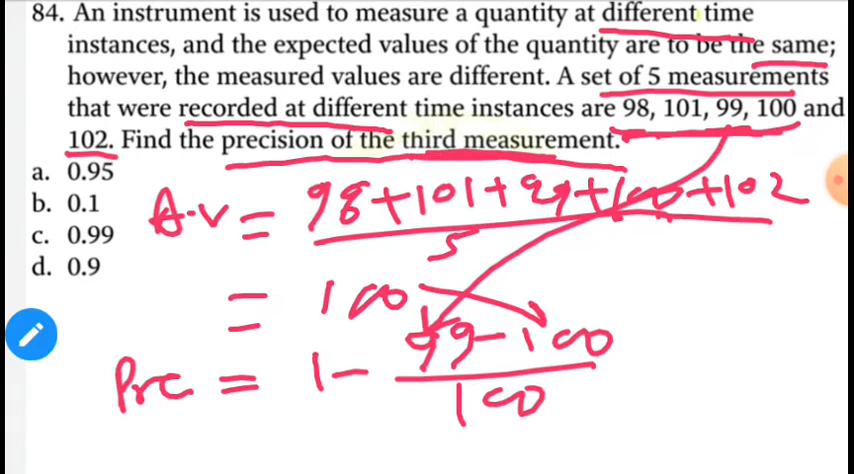 84. An instrument is used to measure a quantity at different time
instances, and the expected values of the quantity are to be the same;
however, the measured values are different. A set of 5 measurements
that were recorded at different time instances are 98, 101, 99, 100 and
102. Find the precision of the third measurement.
a. 0.95
b. 0.1
c. 0.99
d. 0.9
A.V = 98+101+99+100+102
5
= 100
99-100
Prc = 1-
100